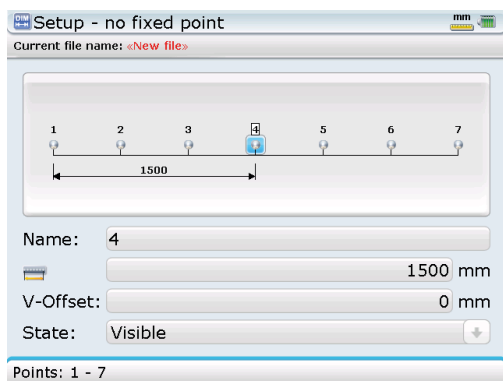 DIM
Setup - no fixed point
mm
Current file name: «New file»
1 2 3 4 5 6 7
1500
Name: 4
1500 mm
V-Offset: 0 mm
State: Visible
Points: 1 - 7